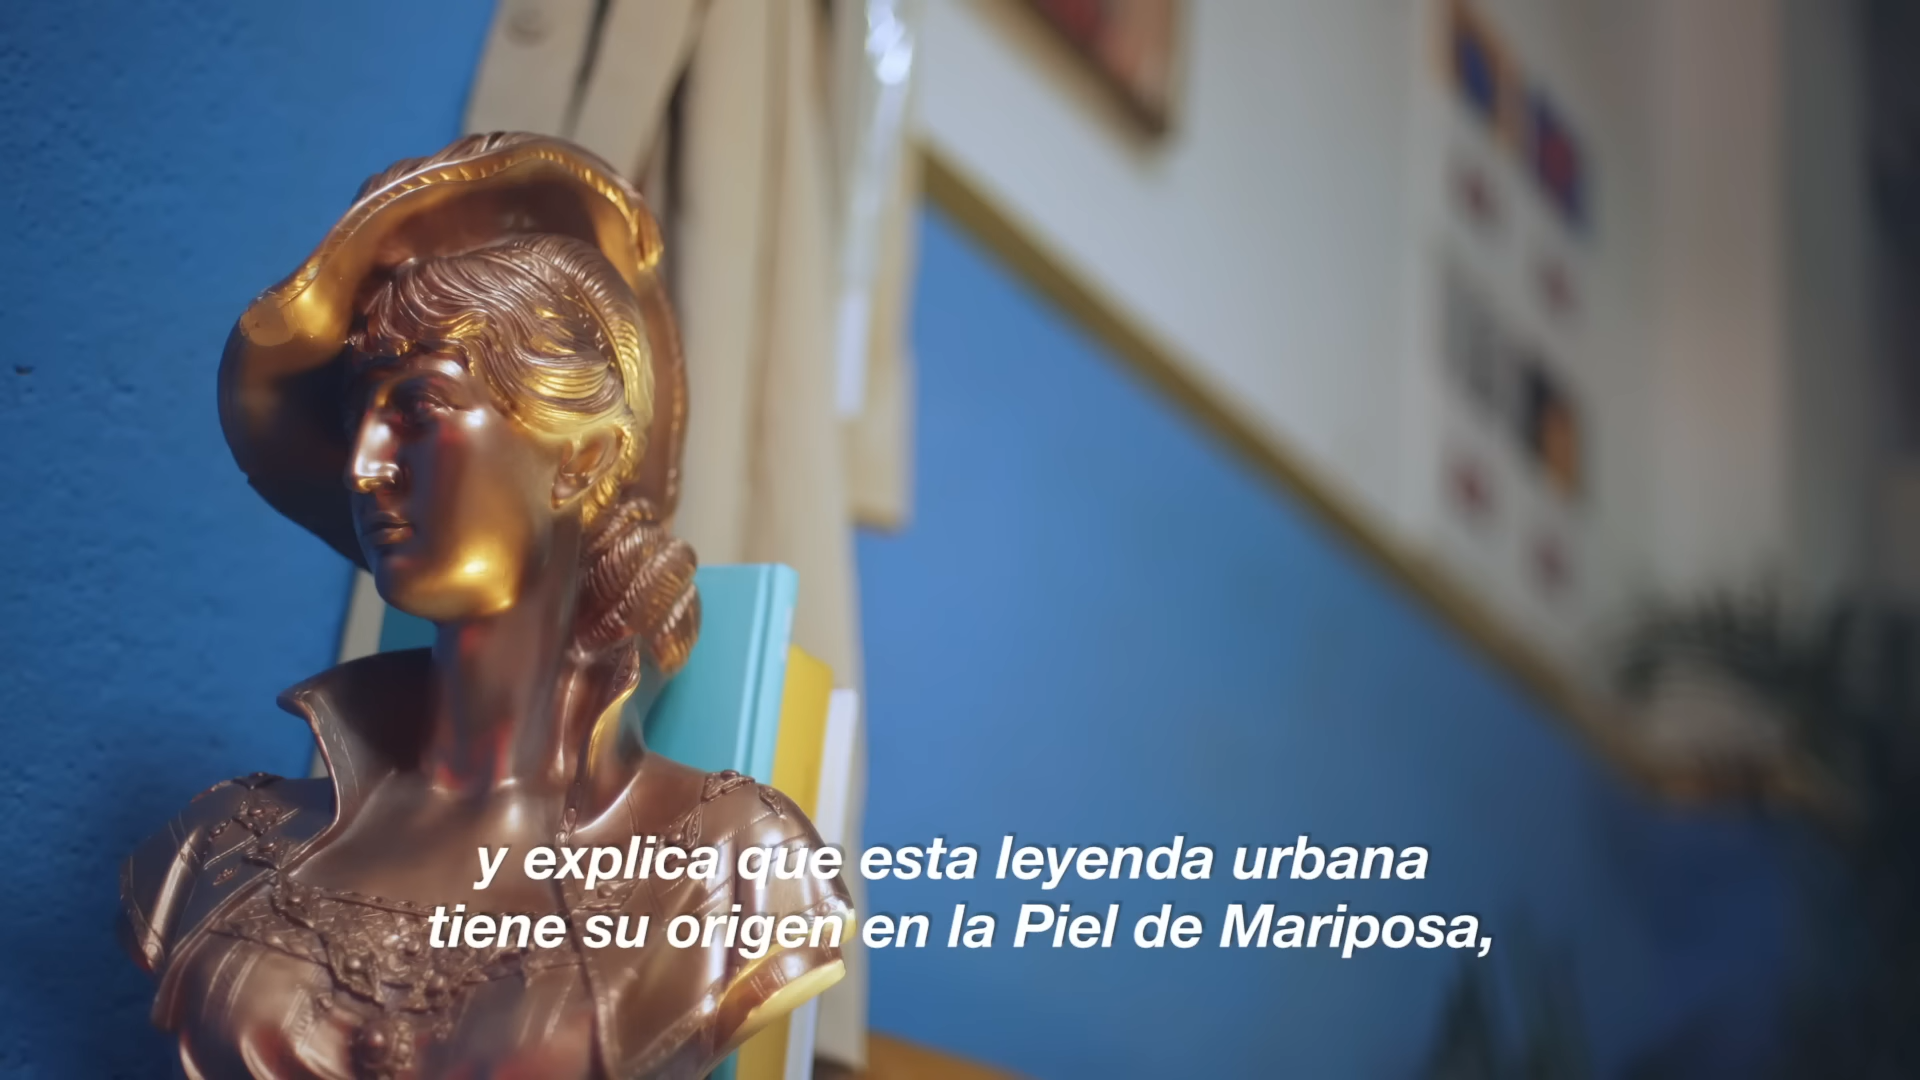 y explica que esta leyenda urbana
tiene su origen en la Piel de Mariposa,